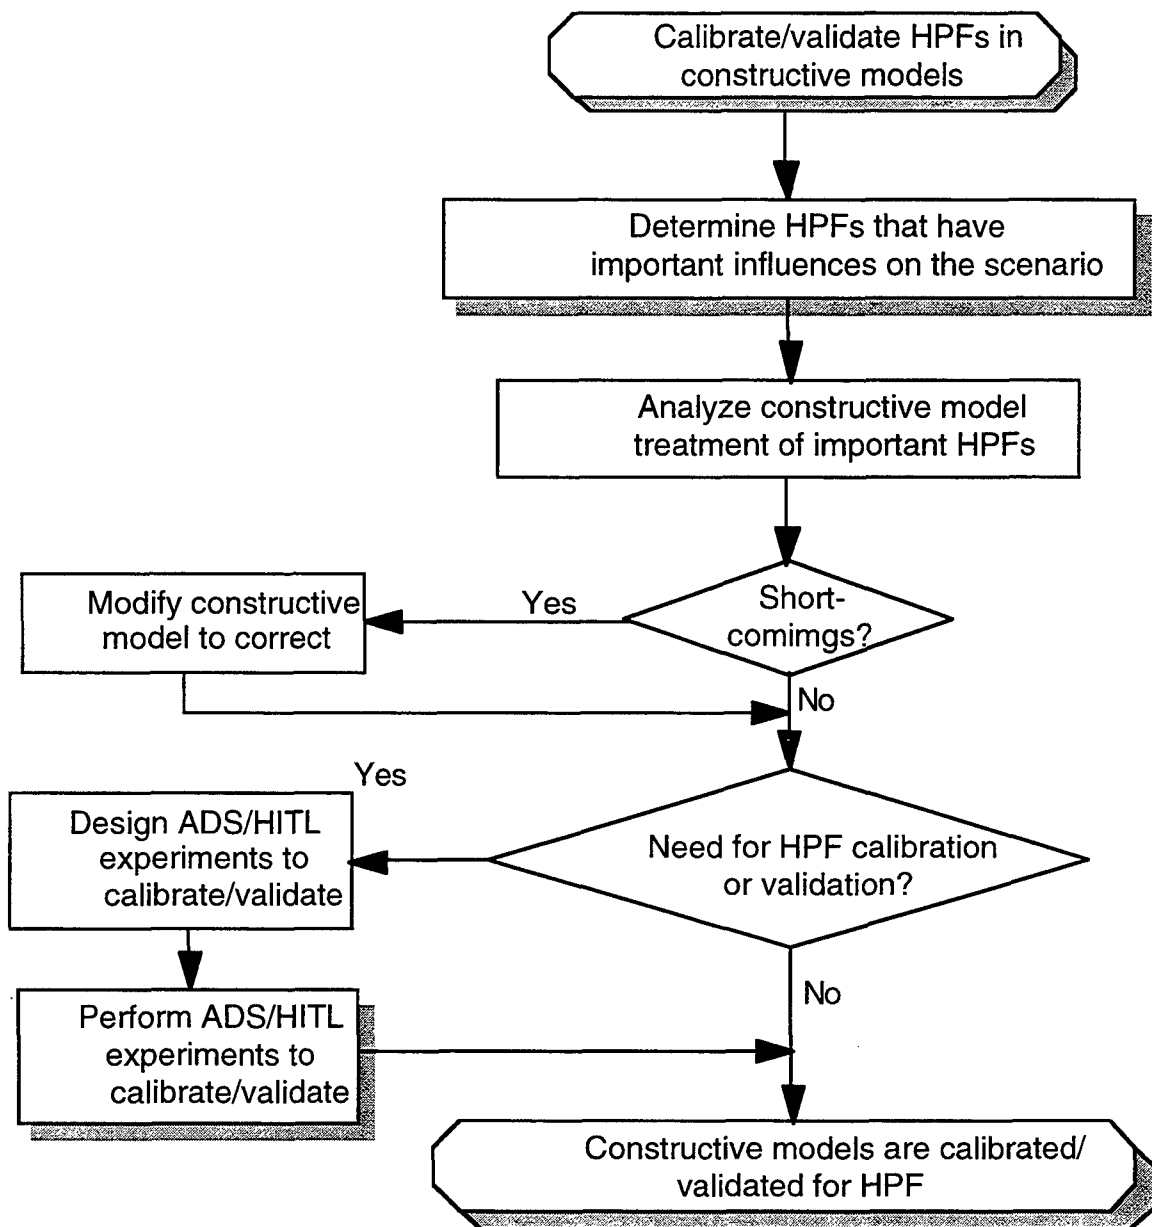 Calibrate/validate HPFs in
constructive models
Determine HPFs that have
important influences on the scenario
Analyze constructive model
treatment of important HPFs
Short-
comimgs?
Yes
Modify constructive
model to correct
No
Need for HPF calibration
or validation?
Yes
Design ADS/HITL
experiments to
calibrate/validate
Perform ADS/HITL
experiments to
calibrate/validate
No
Constructive models are calibrated/
validated for HPF